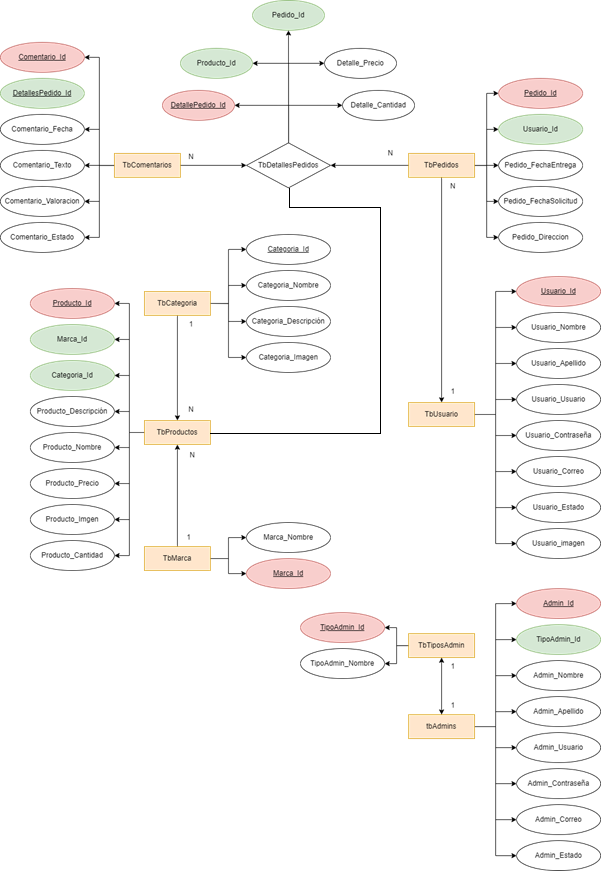 Pedido_Id
Producto_Id
Detalle_Precio
DetallePedido_Id
Detalle_Cantidad
Comentario_Id
DetallesPedido_Id
Comentario_Fecha
Comentario_Texto
Comentario_Valoracion
Comentario_Estado
TbComentarios
N
TbDetallesPedidos
N
TbPedidos
N
Pedido_Id
Usuario_Id
Pedido_FechaEntrega
Pedido_FechaSolicitud
Pedido_Direccion
Categoria_Id
Categoria_Nombre
Categoria_Descripción
Categoria_Imagen
TbCategoria
1
Producto_Id
Marca_Id
Categoria_Id
Producto_Descripción
Producto_Nombre
Producto_Precio
Producto_Imgen
Producto_Cantidad
N
TbProductos
N
1
TbMarca
Marca_Nombre
Marca_Id
1
TbUsuario
Usuario_Id
Usuario_Nombre
Usuario_Apellido
Usuario_Usuario
Usuario_Contraseña
Usuario_Correo
Usuario_Estado
Usuario_imagen
TipoAdmin_Id
TipoAdmin_Nombre
TbTiposAdmin
1
1
tbAdmins
Admin_Id
TipoAdmin_Id
Admin_Nombre
Admin_Apellido
Admin_Usuario
Admin_Contraseña
Admin_Correo
Admin_Estado